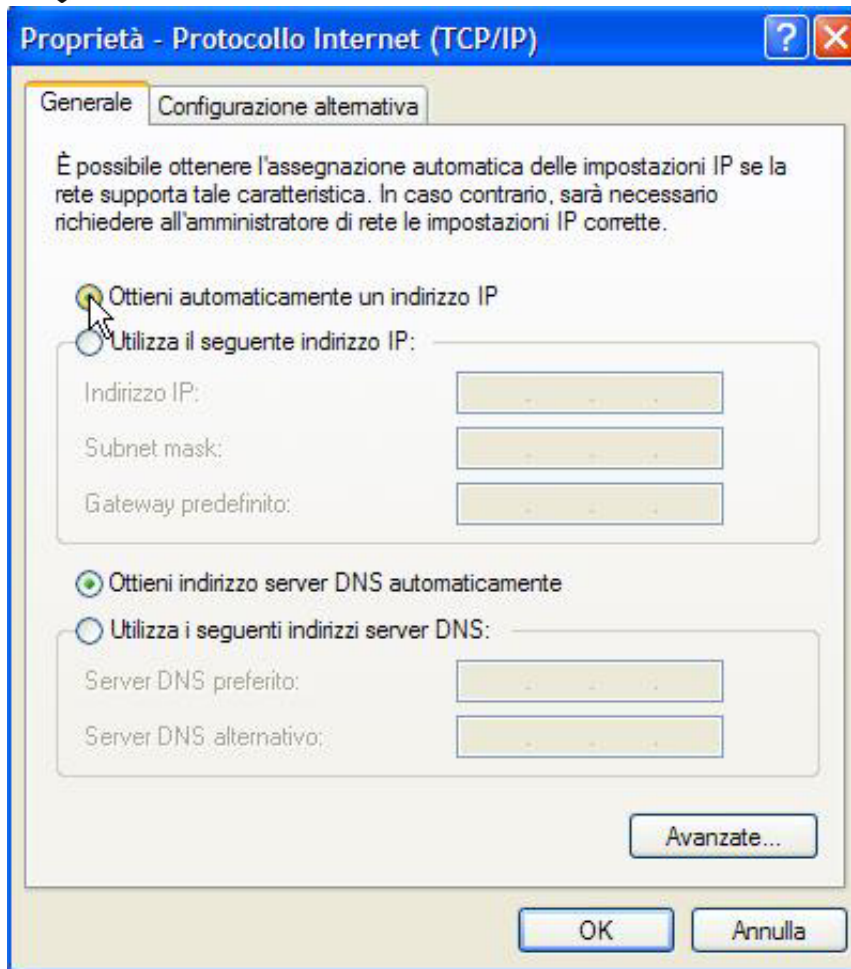 Proprietà - Protocollo Internet (TCP/IP)
Generale
Configurazione alternativa
È possibile ottenere l'assegnazione automatica delle impostazioni IP se la
rete supporta tale caratteristica. In caso contrario, sarà necessario
richiedere all'amministratore di rete le impostazioni IP corrette.
Ottieni automaticamente un indirizzo IP
Utilizza il seguente indirizzo IP:
Indirizzo IP:
Subnet mask:
Gateway predefinito:
Ottieni indirizzo server DNS automaticamente
Utilizza i seguenti indirizzi server DNS:
Server DNS preferito:
Server DNS alternativo:
Avanzate...
OK
Annulla